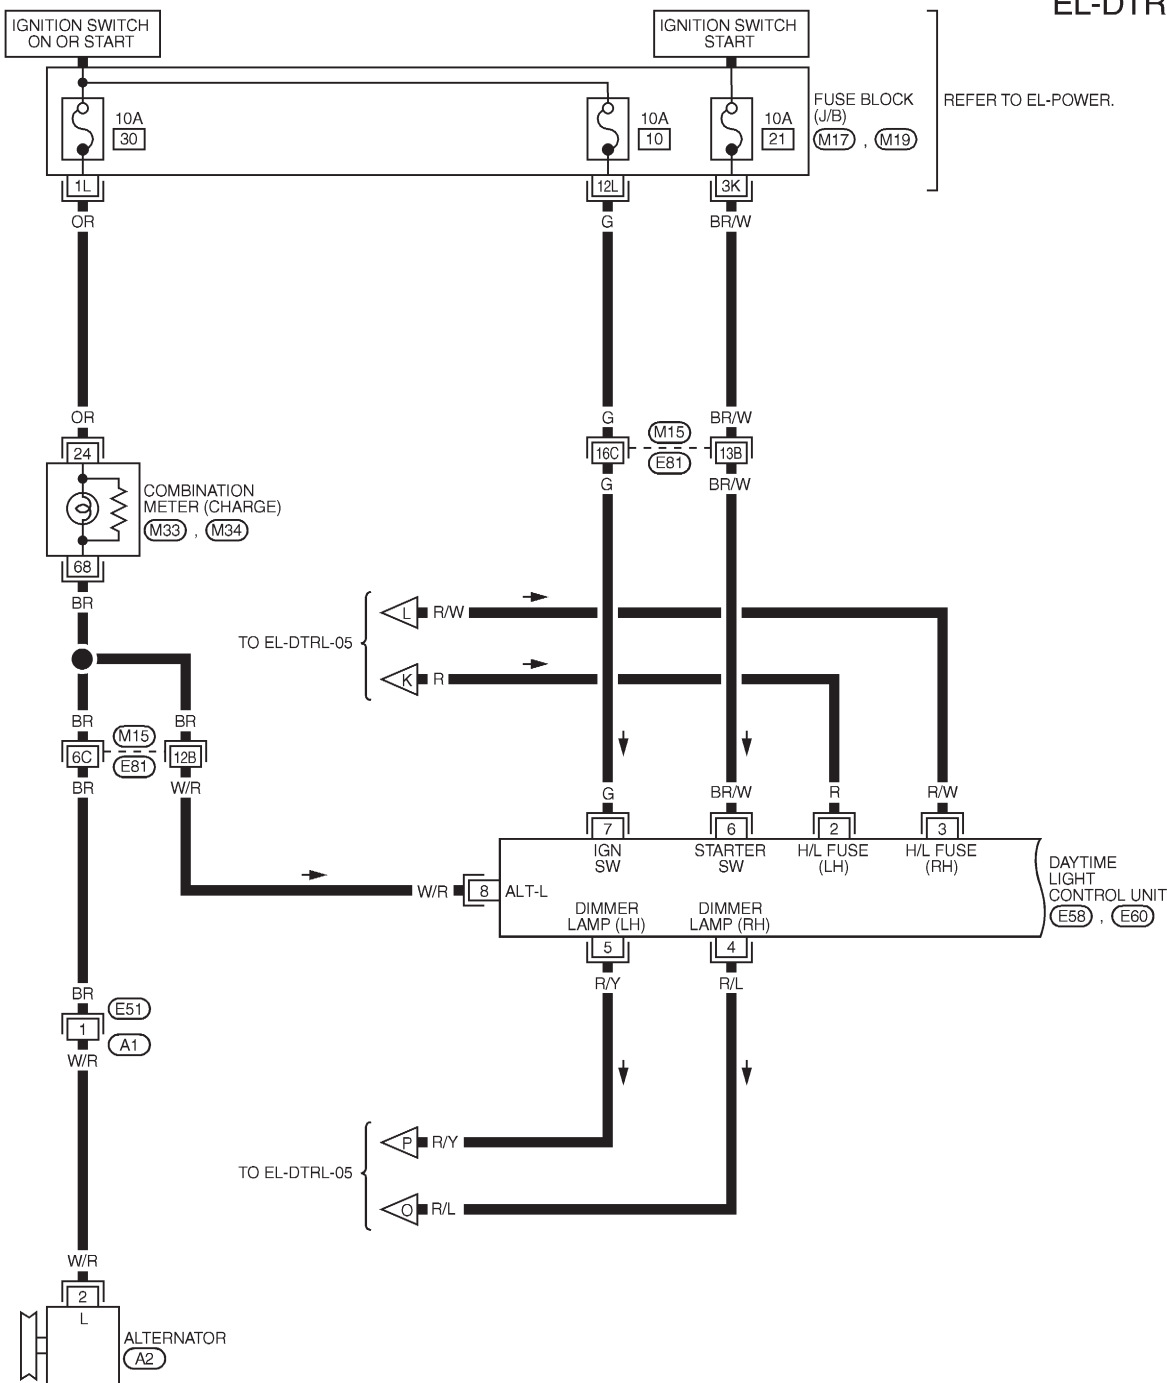 EL-DTR
IGNITION SWITCH
ON OR START
IGNITION SWITCH
START
10A
30
10A
10
10A
21
FUSE BLOCK
(J/B)
M17 , M19
REFER TO EL-POWER.
1L
12L
3K
OR
G
BR/W
OR
G
BR/W
24
16C
M15
E81
13B
G
BR/W
COMBINATION
METER (CHARGE)
M33 , M34
68
BR
TO EL-DTRL-05
L
R/W
K
R
BR
BR
6C
M15
E81
12B
BR
W/R
G
BR/W
R
R/W
7
6
2
3
IGN
SW
STARTER
SW
H/L FUSE
(LH)
H/L FUSE
(RH)
W/R
8
ALT-L
DIMMER
LAMP (LH)
DIMMER
LAMP (RH)
DAYTIME
LIGHT
CONTROL UNIT
E58 , E60
5
4
R/Y
R/L
BR
E51
1
A1
W/R
TO EL-DTRL-05
P
R/Y
O
R/L
W/R
2
L
ALTERNATOR
A2